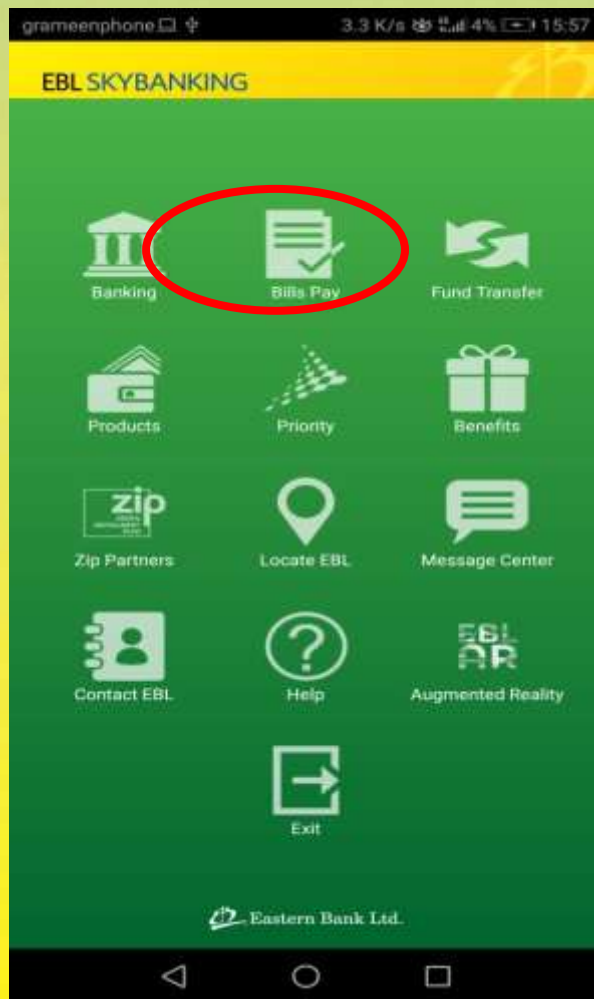 grameenphone 3.3 K/s 4% 15:57
EBL SKYBANKING
Banking Bills Pay Fund Transfer
Products Priority Benefits
zip
Zip Partners Locate EBL Message Center
EBL
AR
Contact EBL Help Augmented Reality
Exit
Eastern Bank Ltd.